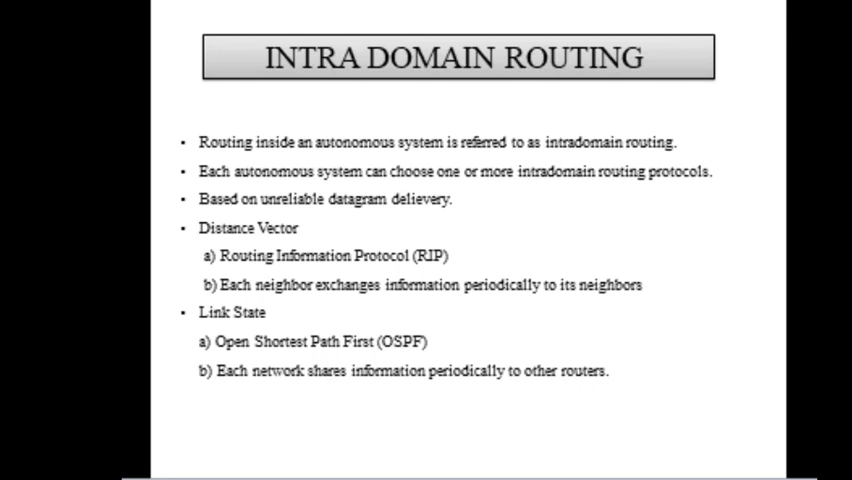 INTRA DOMAIN ROUTING
• Routing inside an autonomous system is referred to as intradomain routing.
• Each autonomous system can choose one or more intradomain routing protocols.
• Based on unreliable datagram delievery.
• Distance Vector
a) Routing Information Protocol (RIP)
b) Each neighbor exchanges information periodically to its neighbors
• Link State
a) Open Shortest Path First (OSPF)
b) Each network shares information periodically to other routers.